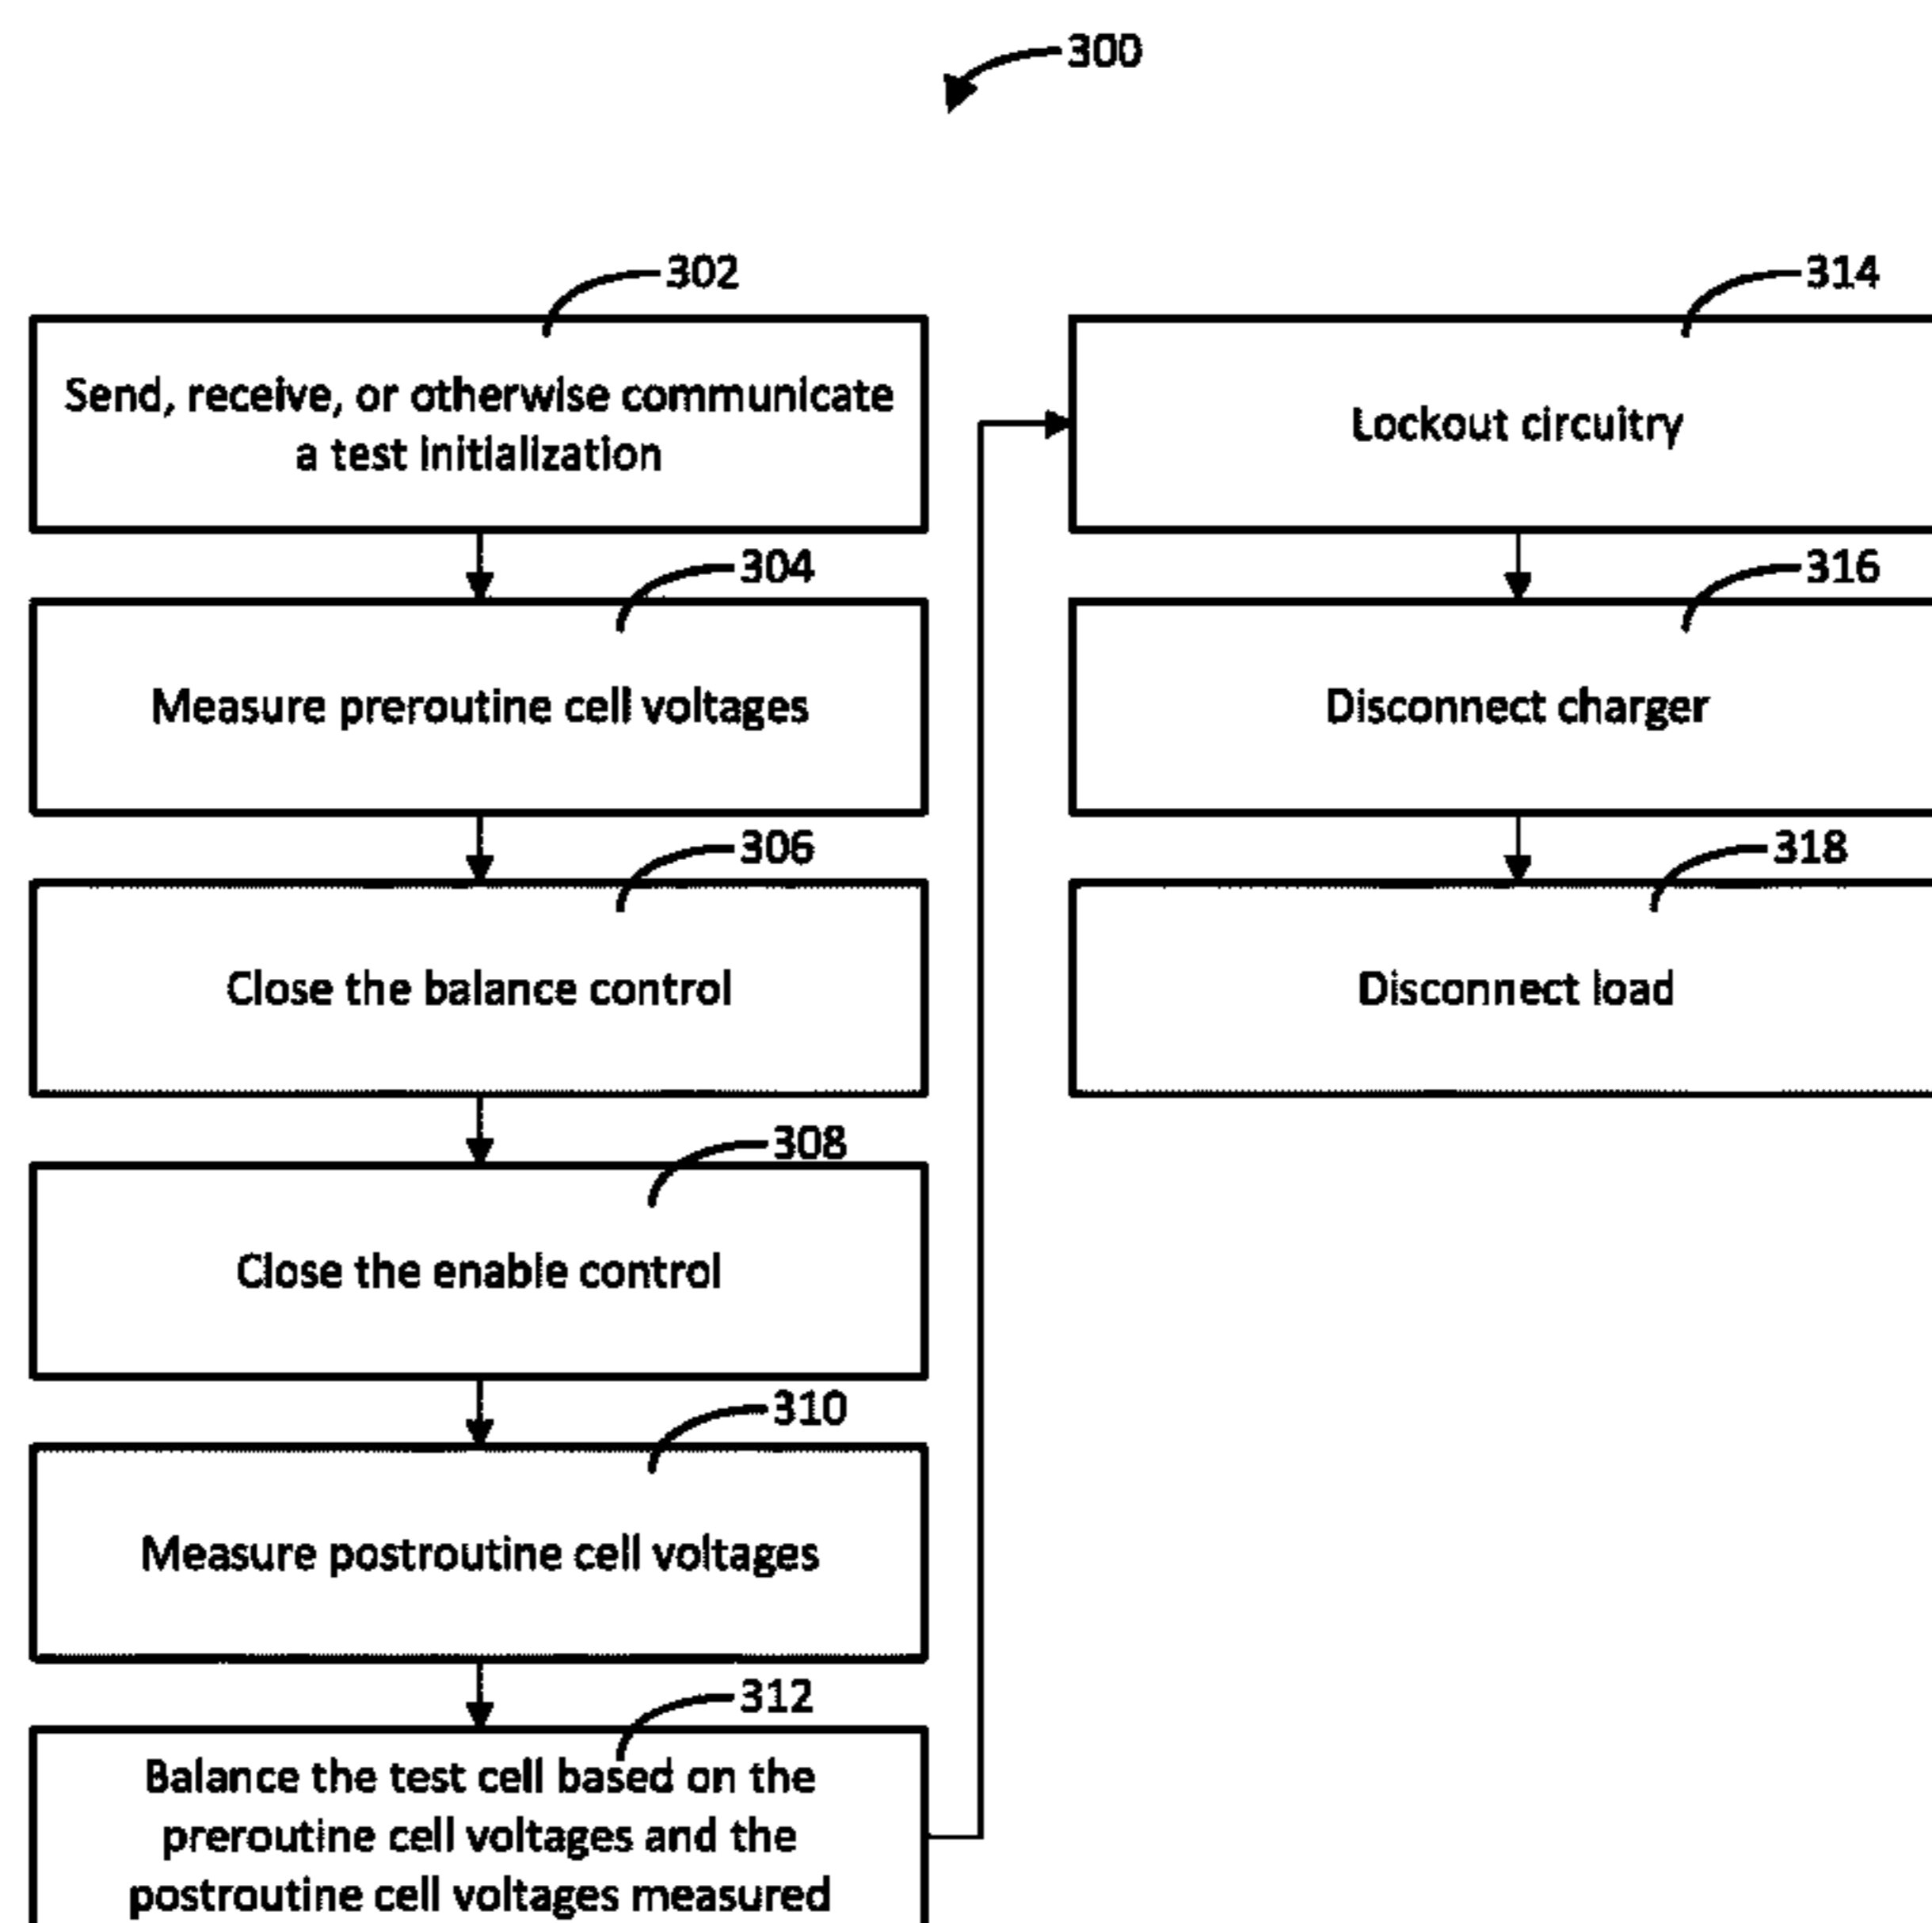 300
302
Send, receive, or otherwise communicate
a test initialization
304
Measure preroutine cell voltages
306
Close the balance control
308
Close the enable control
310
Measure postroutine cell voltages
312
Balance the test cell based on the
preroutine cell voltages and the
postroutine cell voltages measured
314
Lockout circuitry
316
Disconnect charger
318
Disconnect load